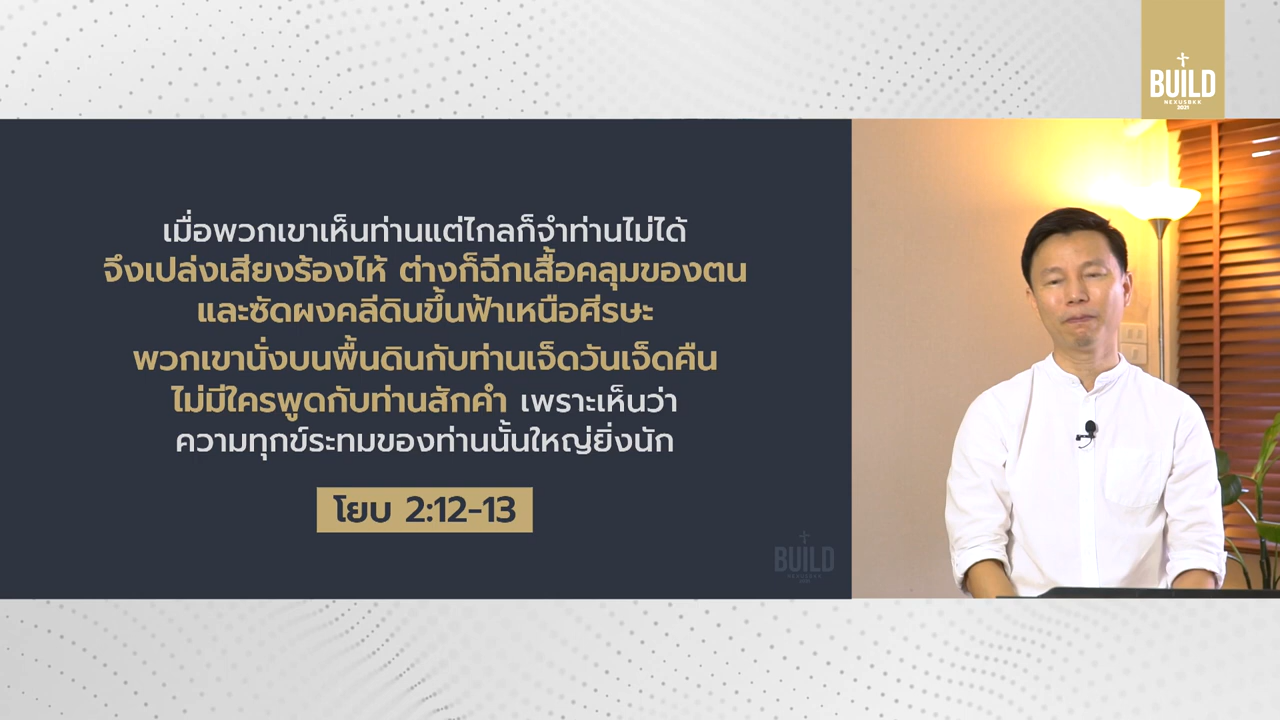 BUILD
NEXUSBKK
2021
เมื่อพวกเขาเห็นท่านแต่ไกลก็จำท่านไม่ได้
จึงเปล่งเสียงร้องไห้ ต่างก็ฉีกเสื้อคลุมของตน
และซัดผงคลีดินขึ้นฟ้าเหนือศีรษะ
พวกเขานั่งบนพื้นดินกับท่านเจ็ดวันเจ็ดคืน
ไม่มีใครพูดกับท่านสักคำ เพราะเห็นว่า
ความทุกข์ระทมของท่านนั้นใหญ่ยิ่งนัก
โยบ 2:12-13
BUILD
NEXUSBKK
2021